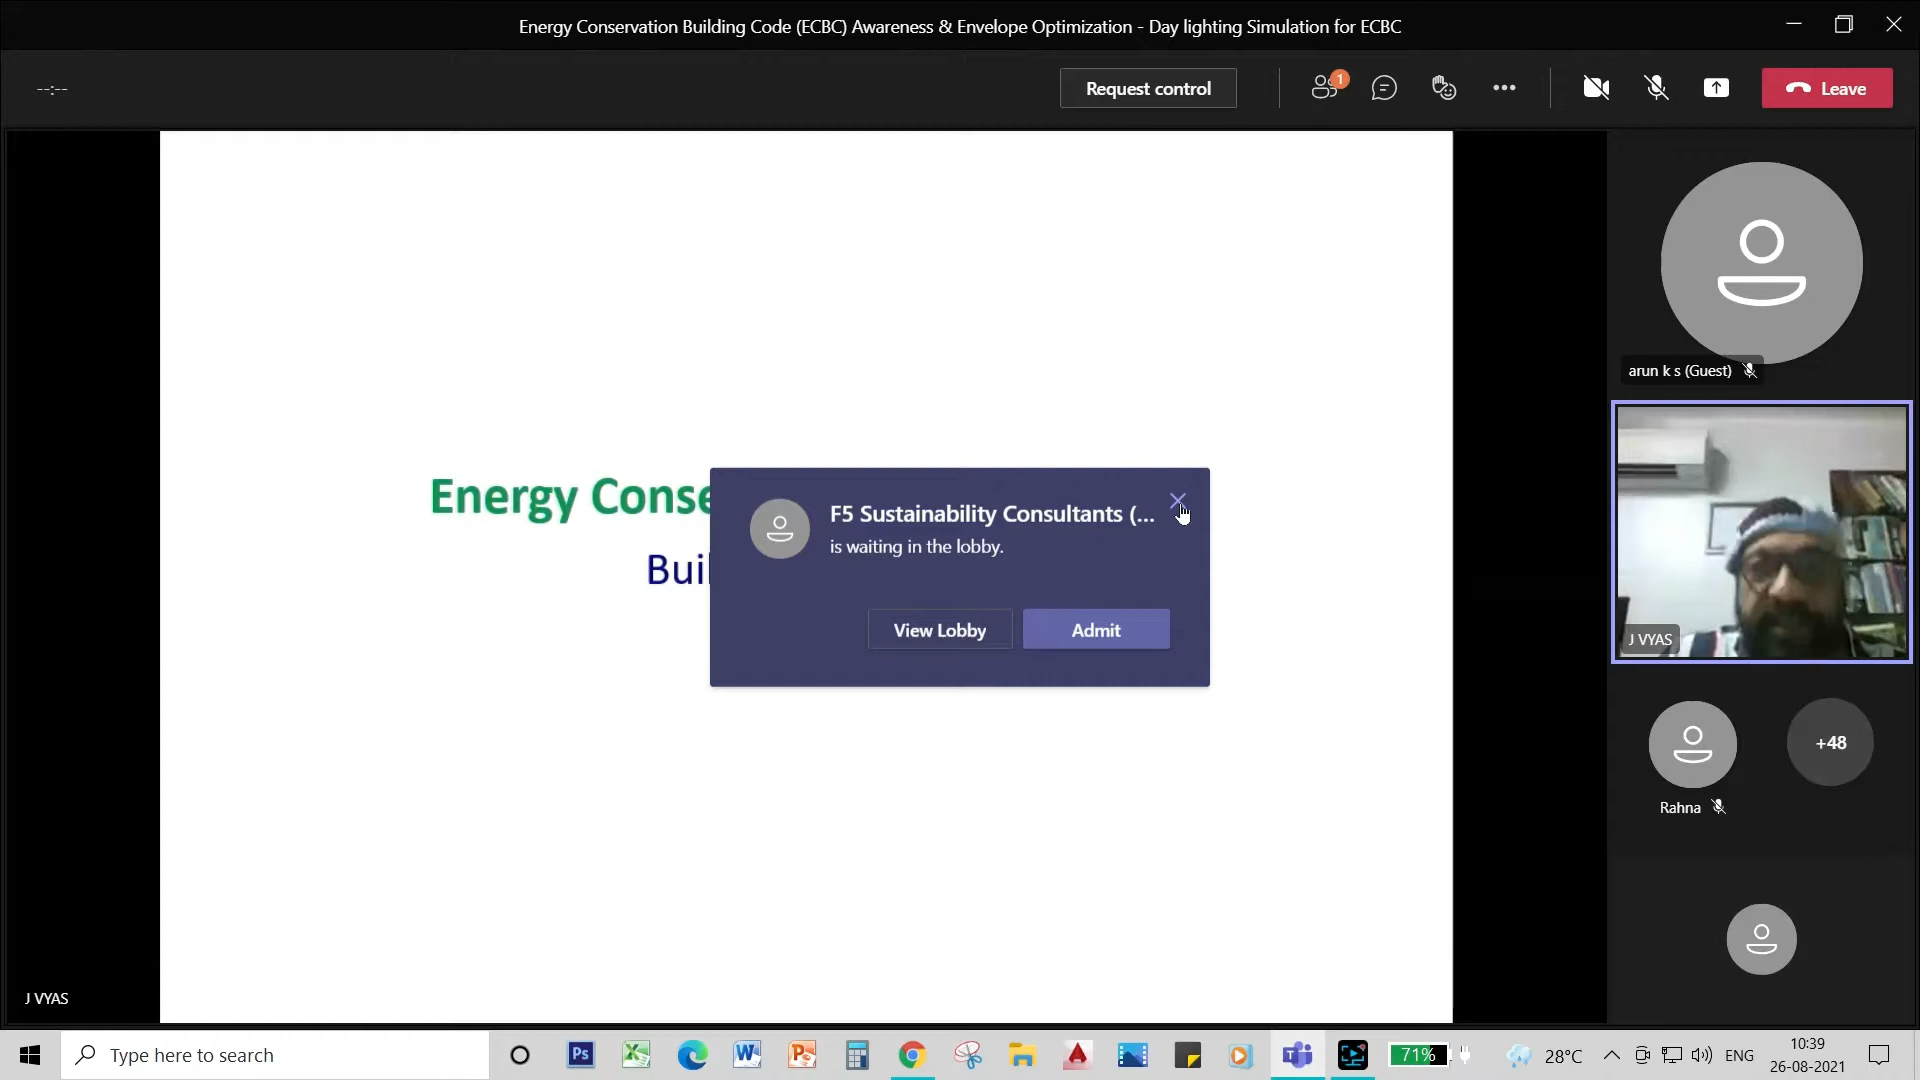 Energy Conservation Building Code (ECBC) Awareness & Envelope Optimization - Day lighting Simulation for ECBC
--:--
Request control
1
Leave
arun k s (Guest)
Energy Conse
Buil
F5 Sustainability Consultants (...
is waiting in the lobby.
View Lobby
Admit
J VYAS
+48
Rahna
J VYAS
Type here to search
Ps
71%
28°C
ENG
10:39
26-08-2021